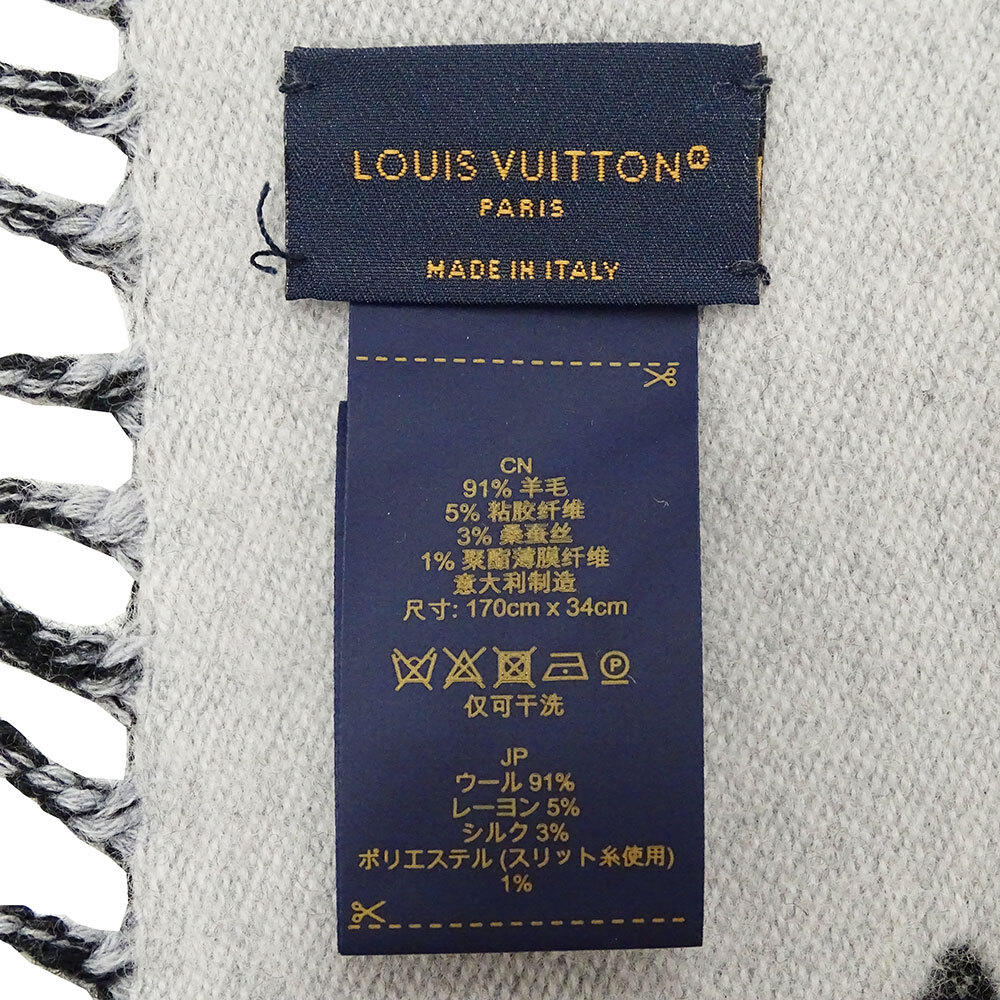 LOUIS VUITTON®
PARIS
MADE IN ITALY
CN
91% 羊毛
5% 粘胶纤维
3% 桑蚕丝
1% 聚酯薄膜纤维
意大利制造
尺寸: 170cm x 34cm
P
仅可干洗
JP
ウール 91%
レーヨン 5%
シルク 3%
ポリエステル (スリット糸使用)
1%